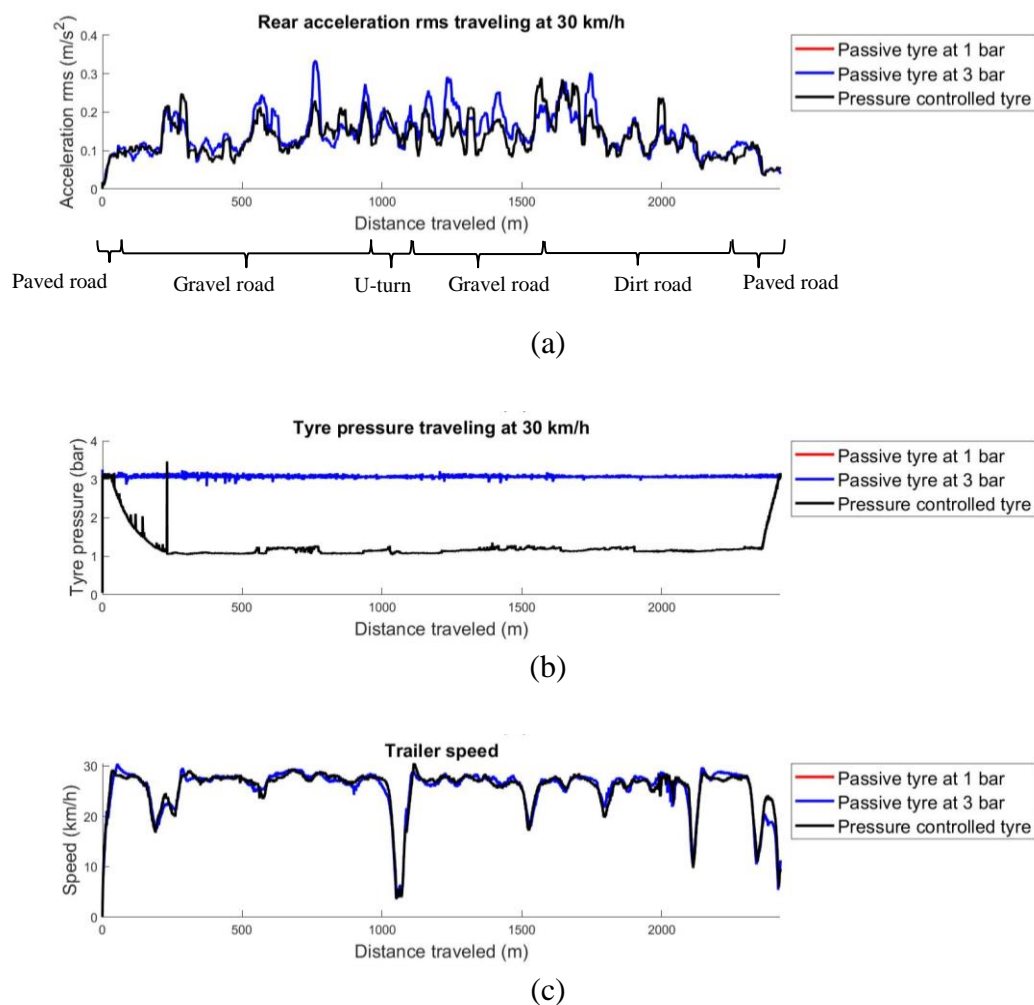 Rear acceleration rms traveling at 30 km/h
Acceleration rms (m/s²)
0.4
0.3
0.2
0.1
0
0 500 1000 1500 2000
Distance traveled (m)
Passive tyre at 1 bar
Passive tyre at 3 bar
Pressure controlled tyre
Paved road Gravel road U-turn Gravel road Dirt road Paved road
(a)
Tyre pressure traveling at 30 km/h
Tyre pressure (bar)
4
3
2
1
0
0 500 1000 1500 2000
Distance traveled (m)
Passive tyre at 1 bar
Passive tyre at 3 bar
Pressure controlled tyre
(b)
Trailer speed
Speed (km/h)
30
20
10
0
0 500 1000 1500 2000
Distance traveled (m)
Passive tyre at 1 bar
Passive tyre at 3 bar
Pressure controlled tyre
(c)